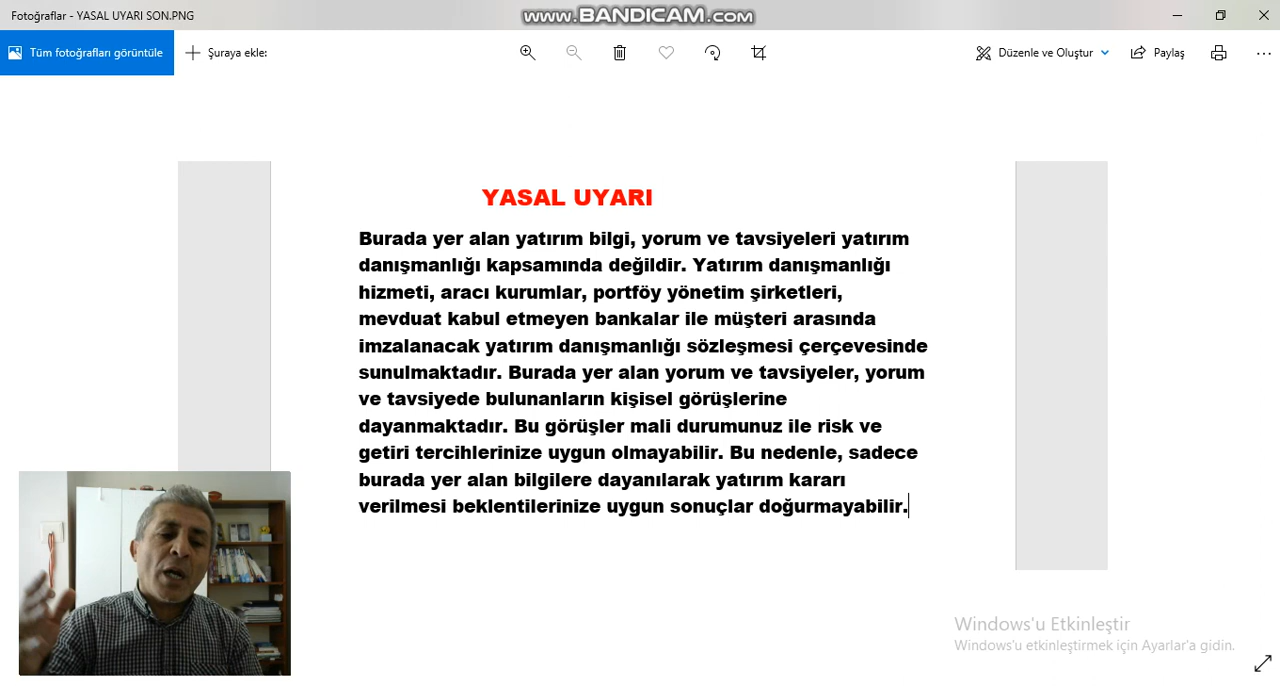 Fotoğraflar - YASAL UYARI SON.PNG
www.BANDICAM.com
Tüm fotoğrafları görüntüle
Şuraya ekle:
Düzenle ve Oluştur
Paylaş
YASAL UYARI
Burada yer alan yatırım bilgi, yorum ve tavsiyeleri yatırım
danışmanlığı kapsamında değildir. Yatırım danışmanlığı
hizmeti, aracı kurumlar, portföy yönetim şirketleri,
mevduat kabul etmeyen bankalar ile müşteri arasında
imzalanacak yatırım danışmanlığı sözleşmesi çerçevesinde
sunulmaktadır. Burada yer alan yorum ve tavsiyeler, yorum
ve tavsiyede bulunanların kişisel görüşlerine
dayanmaktadır. Bu görüşler mali durumunuz ile risk ve
getiri tercihlerinize uygun olmayabilir. Bu nedenle, sadece
burada yer alan bilgilere dayanılarak yatırım kararı
verilmesi beklentilerinize uygun sonuçlar doğurmayabilir.
Windows'u Etkinleştir
Windows'u etkinleştirmek için Ayarlar'a gidin.